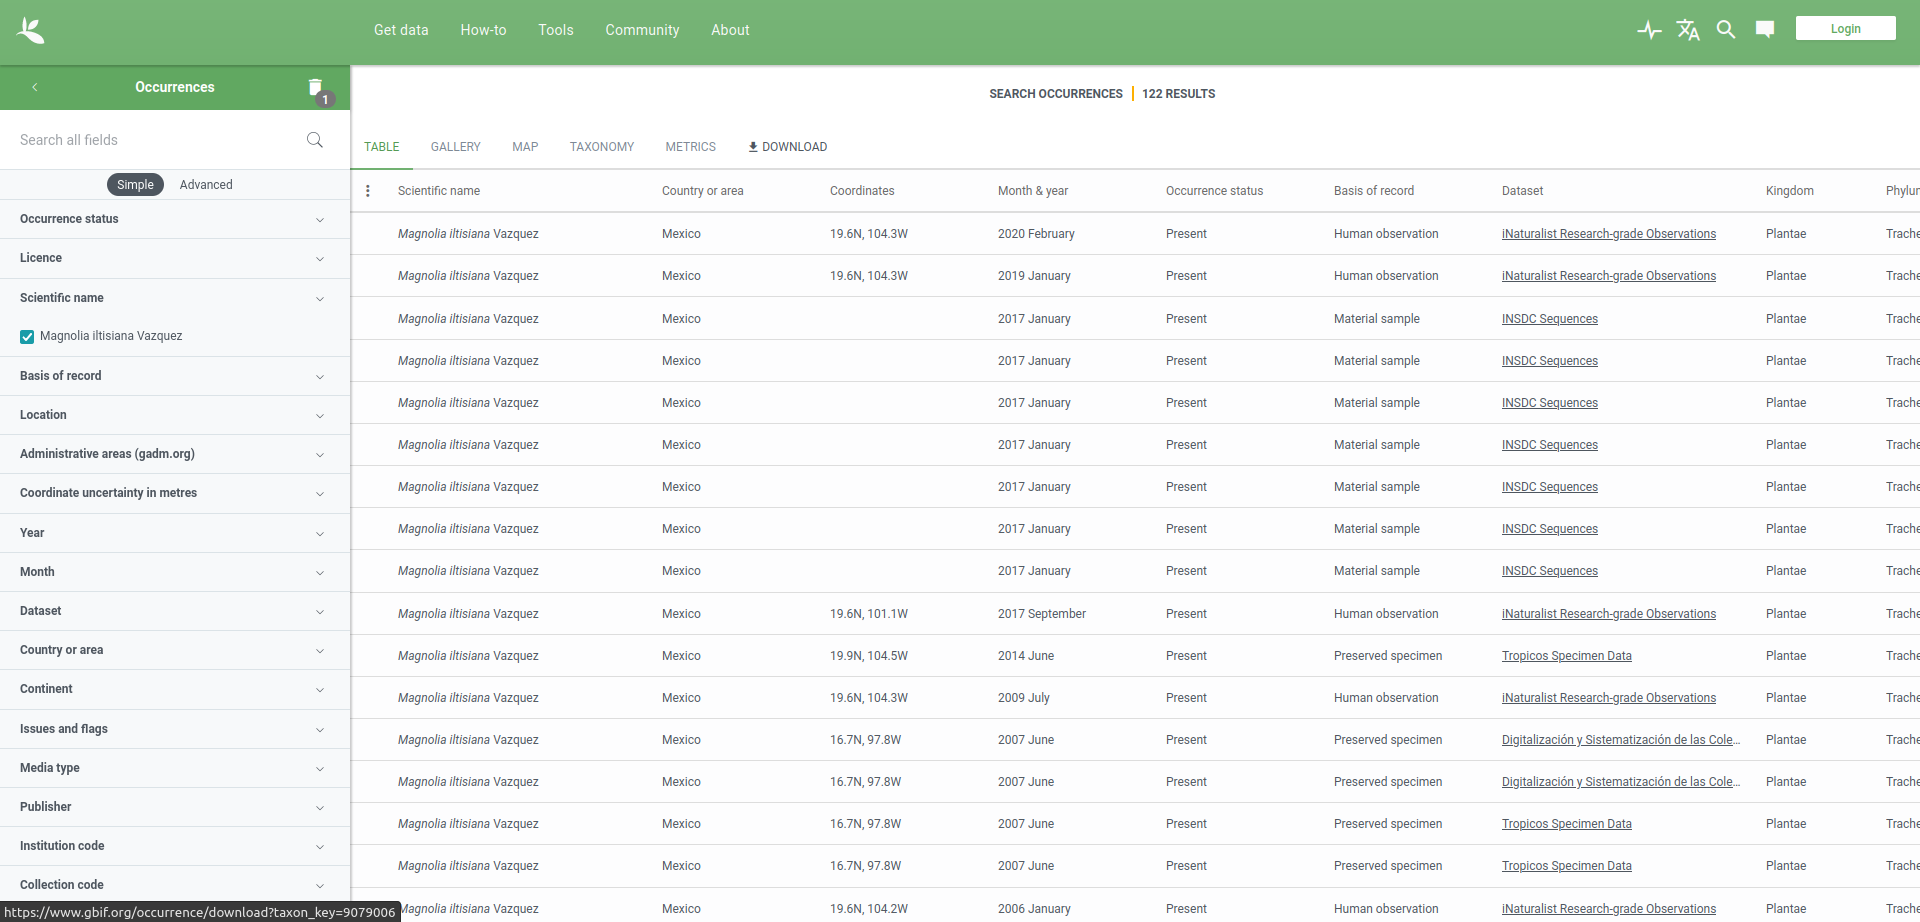 Get data How-to Tools Community About Login
Occurrences 1
SEARCH OCCURRENCES 122 RESULTS
Search all fields
TABLE GALLERY MAP TAXONOMY METRICS DOWNLOAD
Simple Advanced
Occurrence status
Licence
Scientific name
Magnolia iltisiana Vazquez
Basis of record
Location
Administrative areas (gadm.org)
Coordinate uncertainty in metres
Year
Month
Dataset
Country or area
Continent
Issues and flags
Media type
Publisher
Institution code
Collection code
Scientific name Country or area Coordinates Month & year Occurrence status Basis of record Dataset Kingdom Phylum
Magnolia iltisiana Vazquez Mexico 19.6N, 104.3W 2020 February Present Human observation iNaturalist Research-grade Observations Plantae Trache
Magnolia iltisiana Vazquez Mexico 19.6N, 104.3W 2019 January Present Human observation iNaturalist Research-grade Observations Plantae Trache
Magnolia iltisiana Vazquez Mexico 2017 January Present Material sample INSDC Sequences Plantae Trache
Magnolia iltisiana Vazquez Mexico 2017 January Present Material sample INSDC Sequences Plantae Trache
Magnolia iltisiana Vazquez Mexico 2017 January Present Material sample INSDC Sequences Plantae Trache
Magnolia iltisiana Vazquez Mexico 2017 January Present Material sample INSDC Sequences Plantae Trache
Magnolia iltisiana Vazquez Mexico 2017 January Present Material sample INSDC Sequences Plantae Trache
Magnolia iltisiana Vazquez Mexico 2017 January Present Material sample INSDC Sequences Plantae Trache
Magnolia iltisiana Vazquez Mexico 2017 January Present Material sample INSDC Sequences Plantae Trache
Magnolia iltisiana Vazquez Mexico 19.6N, 101.1W 2017 September Present Human observation iNaturalist Research-grade Observations Plantae Trache
Magnolia iltisiana Vazquez Mexico 19.9N, 104.5W 2014 June Present Preserved specimen Tropicos Specimen Data Plantae Trache
Magnolia iltisiana Vazquez Mexico 19.6N, 104.3W 2009 July Present Human observation iNaturalist Research-grade Observations Plantae Trache
Magnolia iltisiana Vazquez Mexico 16.7N, 97.8W 2007 June Present Preserved specimen Digitalización y Sistematización de las Cole... Plantae Trache
Magnolia iltisiana Vazquez Mexico 16.7N, 97.8W 2007 June Present Preserved specimen Digitalización y Sistematización de las Cole... Plantae Trache
Magnolia iltisiana Vazquez Mexico 16.7N, 97.8W 2007 June Present Preserved specimen Tropicos Specimen Data Plantae Trache
Magnolia iltisiana Vazquez Mexico 16.7N, 97.8W 2007 June Present Preserved specimen Tropicos Specimen Data Plantae Trache
Magnolia iltisiana Vazquez Mexico 19.6N, 104.2W 2006 January Present Human observation iNaturalist Research-grade Observations Plantae Trache
https://www.gbif.org/occurrence/download?taxon_key=9079006